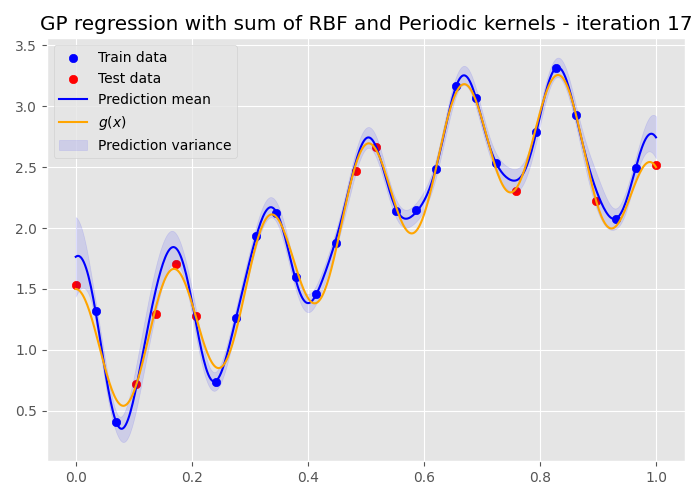 GP regression with sum of RBF and Periodic kernels - iteration 17
Train data
Test data
Prediction mean
g(x)
Prediction variance
3.5
3.0
2.5
2.0
1.5
1.0
0.5
0.0 0.2 0.4 0.6 0.8 1.0